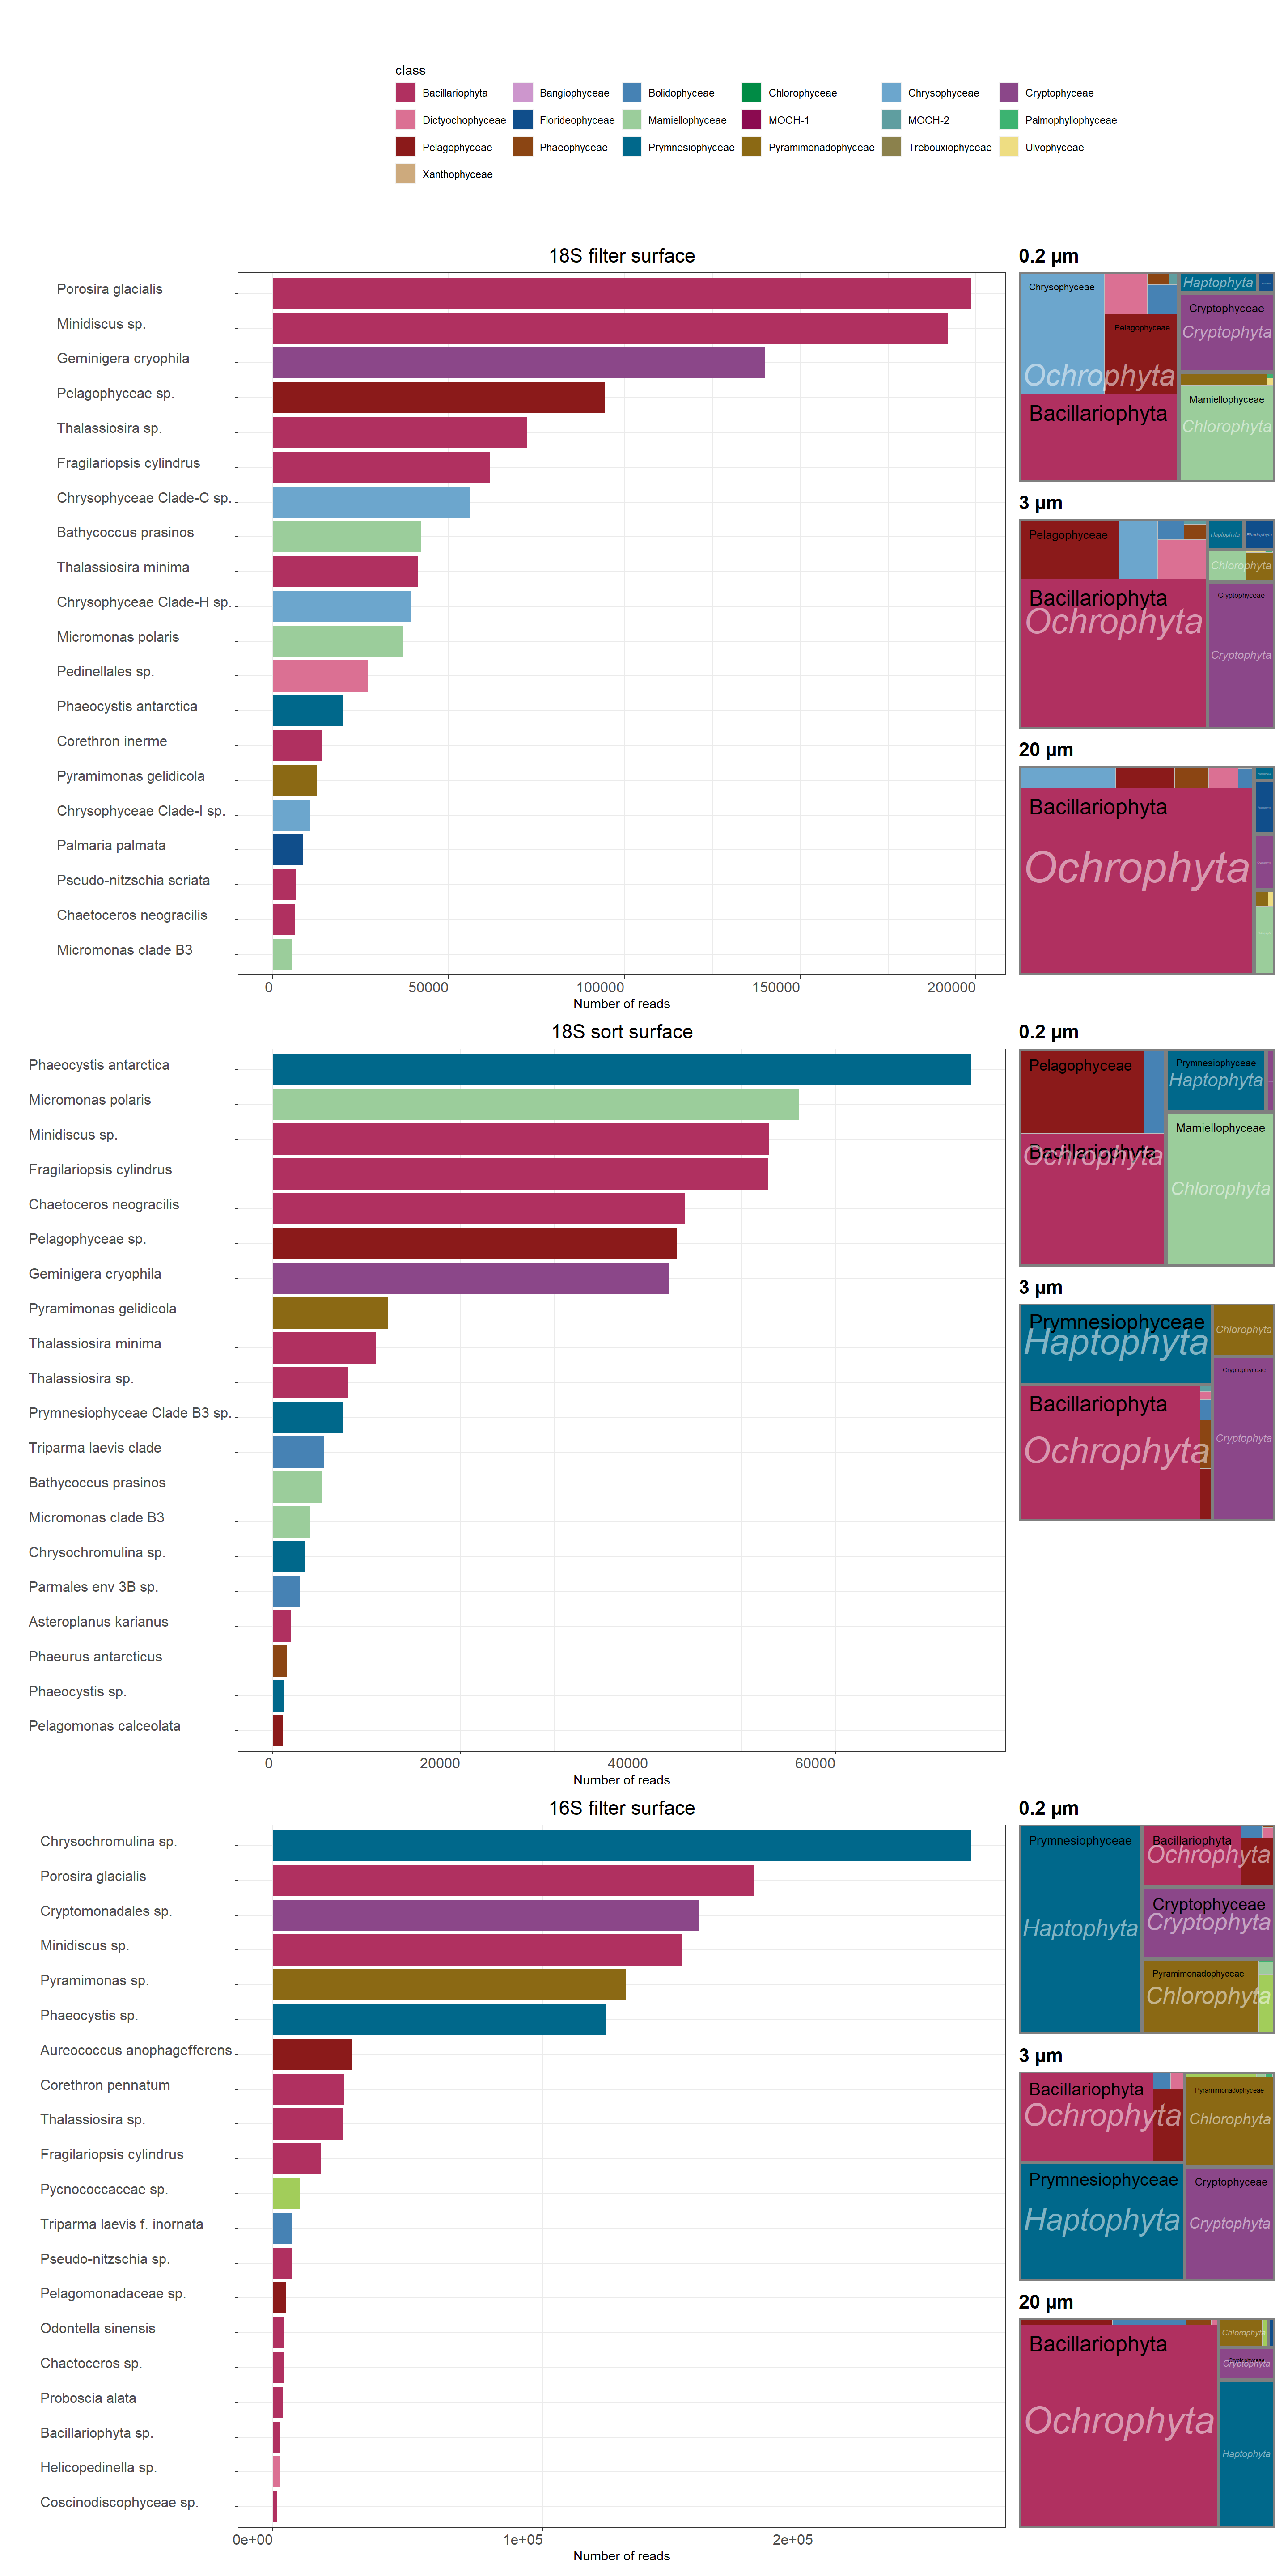 class
Bacillariophyta Bangiophyceae Bolidophyceae Chlorophyceae Chrysophyceae Cryptophyceae
Dictyochophyceae Florideophyceae Mamiellophyceae MOCH-1 MOCH-2 Palmophyllophyceae
Pelagophyceae Phaeophyceae Prymnesiophyceae Pyramimonadophyceae Trebouxiophyceae Ulvophyceae
Xanthophyceae
18S filter surface
Porosira glacialis
Minidiscus sp.
Geminigera cryophila
Pelagophyceae sp.
Thalassiosira sp.
Fragilariopsis cylindrus
Chrysophyceae Clade-C sp.
Bathycoccus prasinos
Thalassiosira minima
Chrysophyceae Clade-H sp.
Micromonas polaris
Pedinellales sp.
Phaeocystis antarctica
Corethron inerme
Pyramimonas gelidicola
Chrysophyceae Clade-I sp.
Palmaria palmata
Pseudo-nitzschia seriata
Chaetoceros neogracilis
Micromonas clade B3
0 50000 100000 150000 200000
Number of reads
0.2 µm
Chrysophyceae
Pelagophyceae
Ochrophyta
Bacillariophyta
Haptophyta
Cryptophyceae
Cryptophyta
Mamiellophyceae
Chlorophyta
3 µm
Pelagophyceae
Bacillariophyta
Ochrophyta
Haptophyta
Chlorophyta
Cryptophyceae
Cryptophyta
20 µm
Bacillariophyta
Ochrophyta
18S sort surface
Phaeocystis antarctica
Micromonas polaris
Minidiscus sp.
Fragilariopsis cylindrus
Chaetoceros neogracilis
Pelagophyceae sp.
Geminigera cryophila
Pyramimonas gelidicola
Thalassiosira minima
Thalassiosira sp.
Prymnesiophyceae Clade B3 sp.
Triparma laevis clade
Bathycoccus prasinos
Micromonas clade B3
Chrysochromulina sp.
Parmales env 3B sp.
Asteroplanus karianus
Phaeurus antarcticus
Phaeocystis sp.
Pelagomonas calceolata
0 20000 40000 60000
Number of reads
0.2 µm
Pelagophyceae
Bacillariophyta
Ochrophyta
Prymnesiophyceae
Haptophyta
Mamiellophyceae
Chlorophyta
3 µm
Prymnesiophyceae
Haptophyta
Bacillariophyta
Ochrophyta
Chlorophyta
Cryptophyceae
Cryptophyta
16S filter surface
Chrysochromulina sp.
Porosira glacialis
Cryptomonadales sp.
Minidiscus sp.
Pyramimonas sp.
Phaeocystis sp.
Aureococcus anophagefferens
Corethron pennatum
Thalassiosira sp.
Fragilariopsis cylindrus
Pycnococcaceae sp.
Triparma laevis f. inornata
Pseudo-nitzschia sp.
Pelagomonadaceae sp.
Odontella sinensis
Chaetoceros sp.
Proboscia alata
Bacillariophyta sp.
Helicopedinella sp.
Coscinodiscophyceae sp.
0e+00 1e+05 2e+05
Number of reads
0.2 µm
Prymnesiophyceae
Haptophyta
Bacillariophyta
Ochrophyta
Cryptophyceae
Cryptophyta
Pyramimonadophyceae
Chlorophyta
3 µm
Bacillariophyta
Ochrophyta
Prymnesiophyceae
Haptophyta
Pyramimonadophyceae
Chlorophyta
Cryptophyceae
Cryptophyta
20 µm
Bacillariophyta
Ochrophyta
Chlorophyta
Cryptophyta
Haptophyta